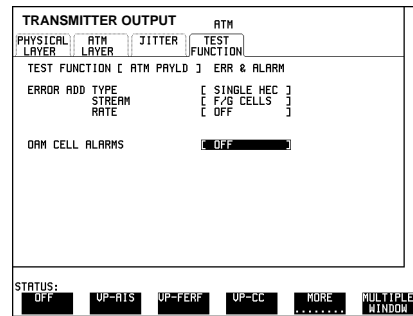 TRANSMITTER OUTPUT ATM
PHYSICAL LAYER ATM LAYER JITTER TEST FUNCTION
TEST FUNCTION [ ATM PAYLD ] ERR & ALARM
ERROR ADD TYPE [ SINGLE HEC ]
STREAM [ F/G CELLS ]
RATE [ OFF ]
OAM CELL ALARMS [ OFF ]
STATUS:
OFF VP-AIS VP-FERF VP-CC MORE ........ MULTIPLE WINDOW